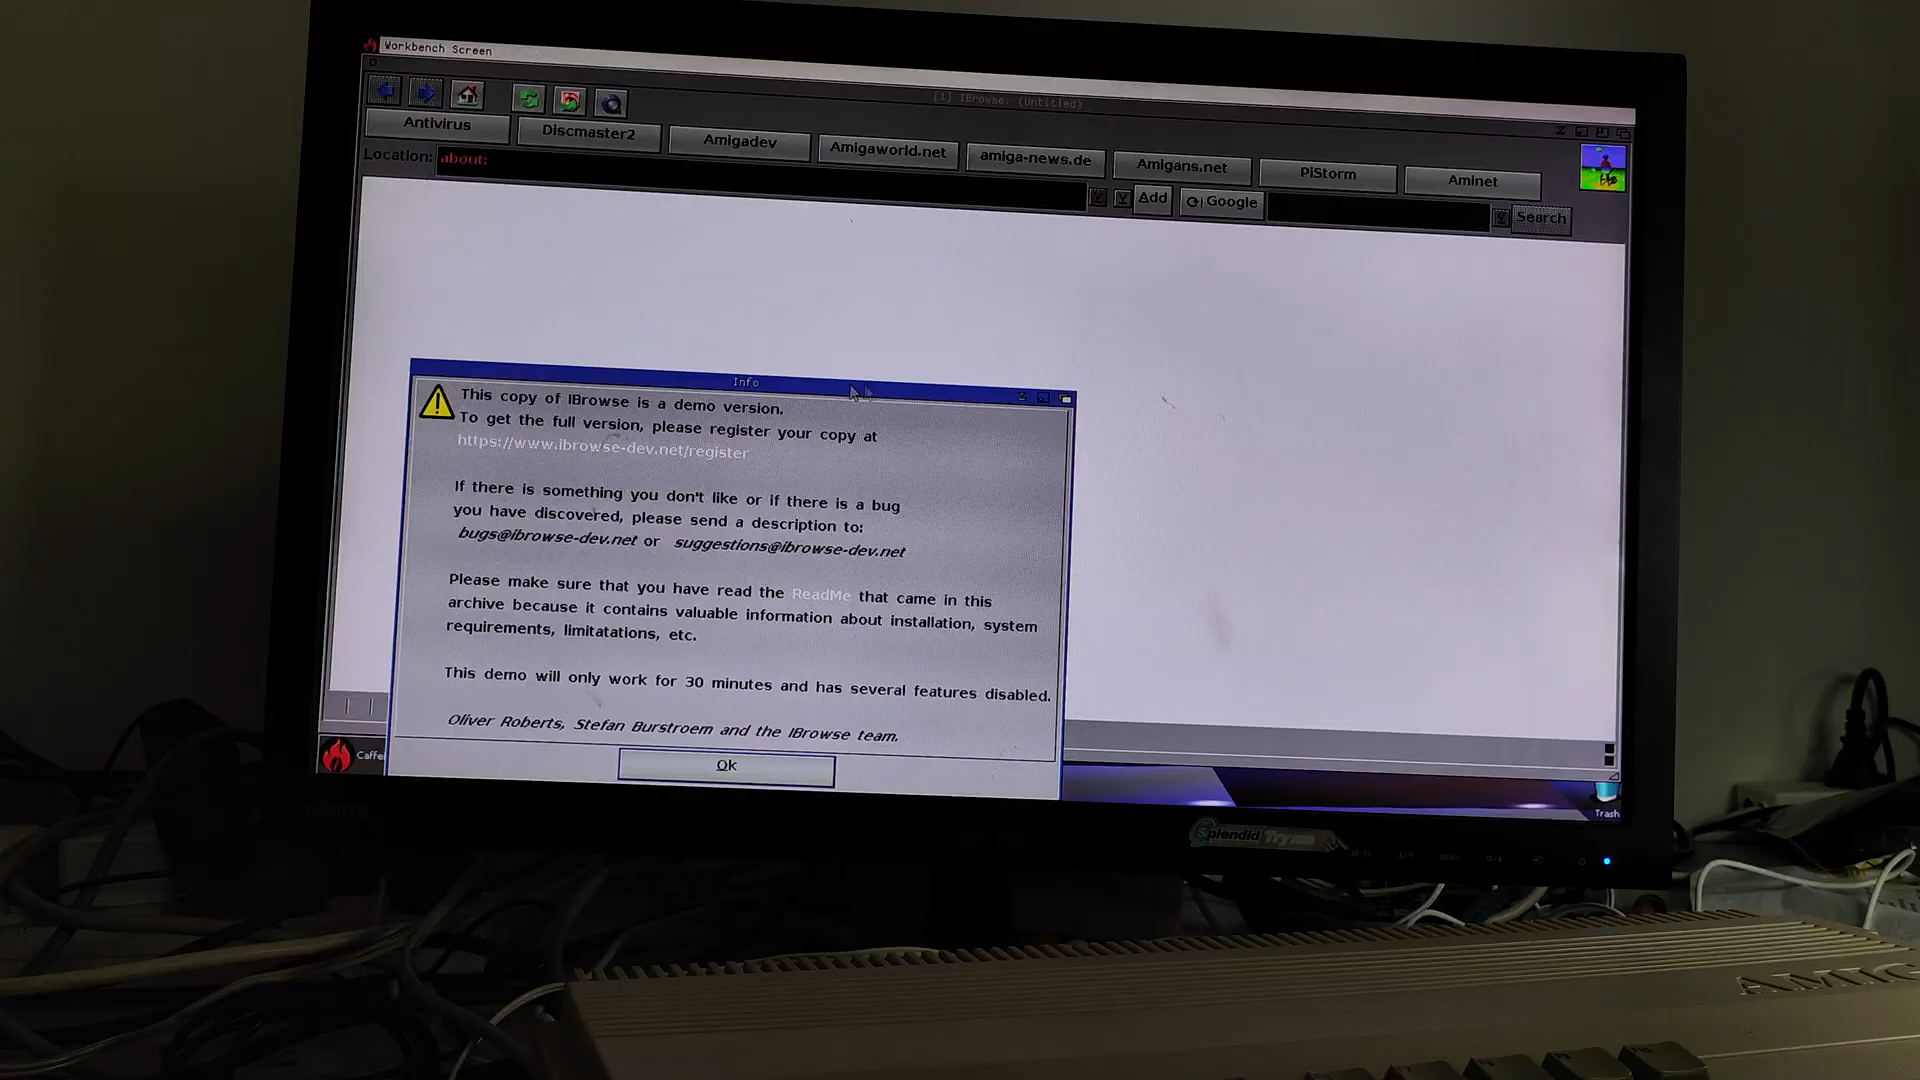 Workbench Screen
[1] IBrowse: (Untitled)
Antivirus
Discmaster2
Amigadev
Amigaworld.net
amiga-news.de
Amigans.net
PiStorm
Aminet
Location:
about:
Add
Google
Search
Info
This copy of IBrowse is a demo version.
To get the full version, please register your copy at
https://www.ibrowse-dev.net/register
If there is something you don't like or if there is a bug
you have discovered, please send a description to:
bugs@ibrowse-dev.net or suggestions@ibrowse-dev.net
Please make sure that you have read the ReadMe that came in this
archive because it contains valuable information about installation, system
requirements, limitatations, etc.
This demo will only work for 30 minutes and has several features disabled.
Oliver Roberts, Stefan Burstroem and the IBrowse team.
Ok
Caffe
Trash
Splendid
AMIG